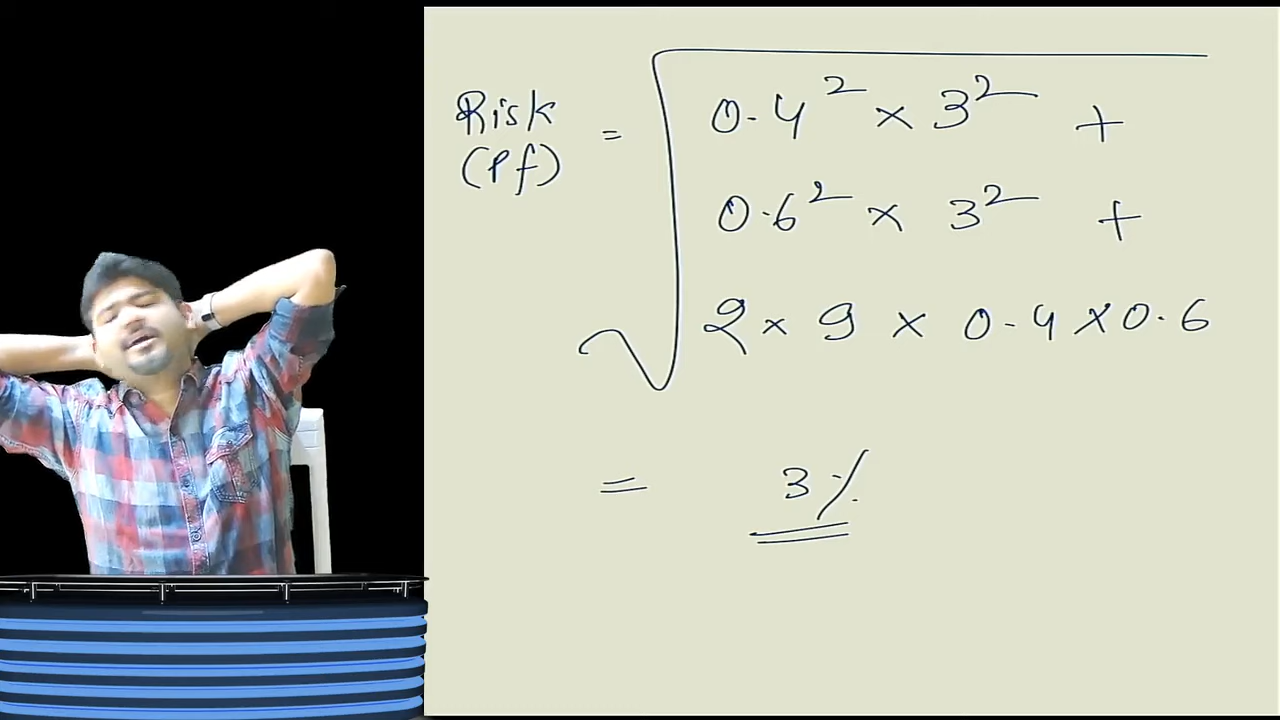 Risk
(Pf) = √ 0.4² × 3² +
0.6² × 3² +
2 × 9 × 0.4 × 0.6
= 3%